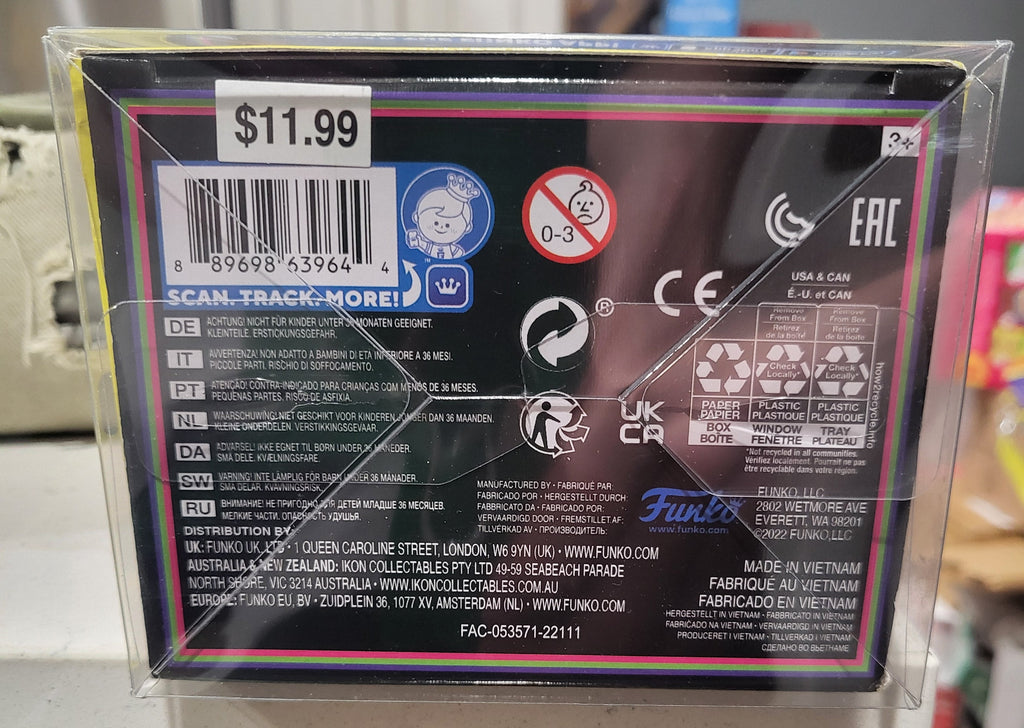 $11.99
3+
8 89698 63964 4
SCAN. TRACK. MORE!
0-3
EAC
CE
®
USA & CAN
É.-U. et CAN
Remove From Box
Retirez de la boîte
Remove From Box
Retirez de la boîte
Check Locally*
Check Locally*
PAPER PAPIER
PLASTIC PLASTIQUE
PLASTIC PLASTIQUE
BOX BOÎTE
WINDOW FENÊTRE
TRAY PLATEAU
how2recycle.info
*Not recycled in all communities.
Vérifiez localement. Pourrait ne pas
être recyclable dans votre région.
UK
CA
DE ACHTUNG! NICHT FÜR KINDER UNTER 36 MONATEN GEEIGNET.
KLEINTEILE. ERSTICKUNGSGEFAHR.
IT AVVERTENZA! NON ADATTO A BAMBINI DI ETÀ INFERIORE A 36 MESI.
PICCOLE PARTI. RISCHIO DI SOFFOCAMENTO.
PT ATENÇÃO! CONTRA-INDICADO PARA CRIANÇAS COM MENOS DE 36 MESES.
PEQUENAS PARTES. RISCO DE ASFIXIA.
NL WAARSCHUWING! NIET GESCHIKT VOOR KINDEREN JONGER DAN 36 MAANDEN.
KLEINE ONDERDELEN. VERSTIKKINGSGEVAAR.
DA ADVARSEL! IKKE EGNET TIL BØRN UNDER 36 MÅNEDER.
SMÅ DELE. KVÆLNINGSFARE.
SW VARNING! INTE LÄMPLIG FÖR BARN UNDER 36 MÅNADER.
SMÅ DELAR. KVÄVNINGSRISK.
RU ВНИМАНИЕ! НЕ ПРИГОДНО ДЛЯ ДЕТЕЙ МЛАДШЕ 36 МЕСЯЦЕВ.
МЕЛКИЕ ЧАСТИ. ОПАСНОСТЬ УДУШЬЯ.
MANUFACTURED BY • FABRIQUÉ PAR:
FABRICADO POR • HERGESTELLT DURCH:
FABBRICATO DA • FABRICADO POR:
VERVAARDIGD DOOR • FREMSTILLET AF:
TILLVERKAD AV • ПРОИЗВОДИТЕЛЬ:
Funko
www.funko.com
FUNKO, LLC
2802 WETMORE AVE
EVERETT, WA 98201
©2022 FUNKO, LLC
DISTRIBUTION BY:
UK: FUNKO UK, LTD • 1 QUEEN CAROLINE STREET, LONDON, W6 9YN (UK) • WWW.FUNKO.COM
AUSTRALIA & NEW ZEALAND: IKON COLLECTABLES PTY LTD 49-59 SEABEACH PARADE
NORTH SHORE, VIC 3214 AUSTRALIA • WWW.IKONCOLLECTABLES.COM.AU
EUROPE: FUNKO EU, BV • ZUIDPLEIN 36, 1077 XV, AMSTERDAM (NL) • WWW.FUNKO.COM
FAC-053571-22111
MADE IN VIETNAM
FABRIQUÉ AU VIETNAM
FABRICADO EN VIETNAM
HERGESTELLT IN VIETNAM • FABBRICATO IN VIETNAM
FABRICADO NA VIETNAM • VERVAARDIGD IN VIETNAM
PRODUCERET I VIETNAM • TILLVERKAD I VIETNAM
СДЕЛАНО ВО ВЬЕТНАМЕ